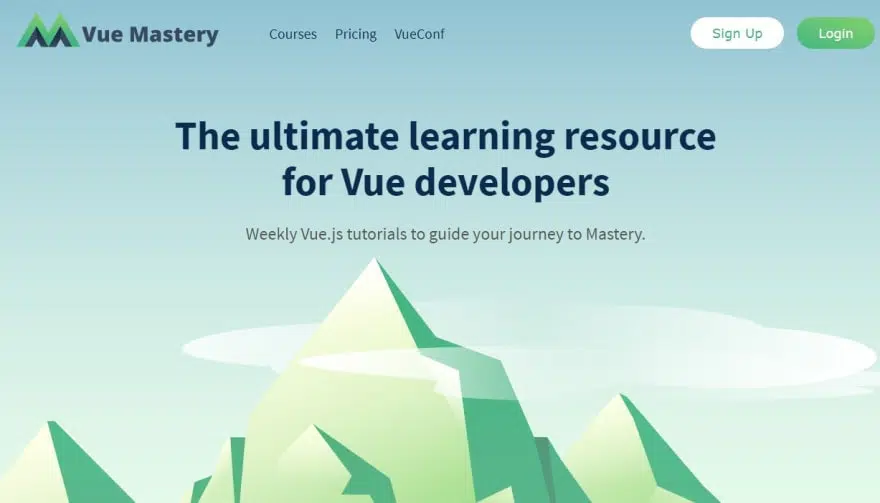 Vue Mastery
Courses Pricing VueConf
Sign Up
Login
The ultimate learning resource
for Vue developers
Weekly Vue.js tutorials to guide your journey to Mastery.